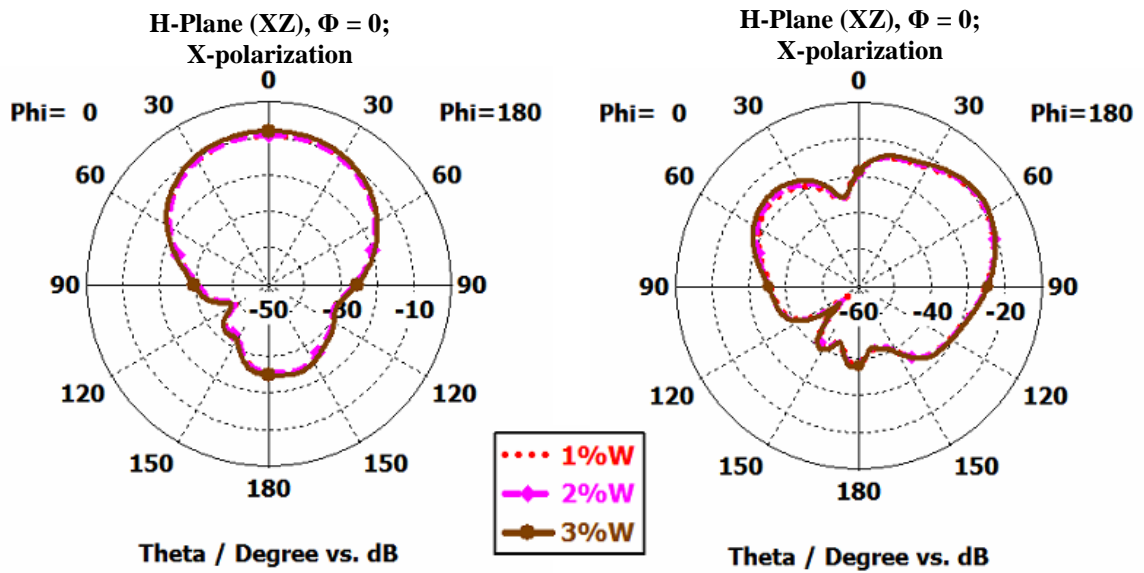 H-Plane (XZ), Φ = 0;
X-polarization
0
Phi= 0 30 30 Phi=180
60 60
90 -50 -30 -10 90
120 120
150 150
180
Theta / Degree vs. dB
H-Plane (XZ), Φ = 0;
X-polarization
0
Phi= 0 30 30 Phi=180
60 60
90 -60 -40 -20 90
120 120
150 150
180
Theta / Degree vs. dB
1%W
2%W
3%W